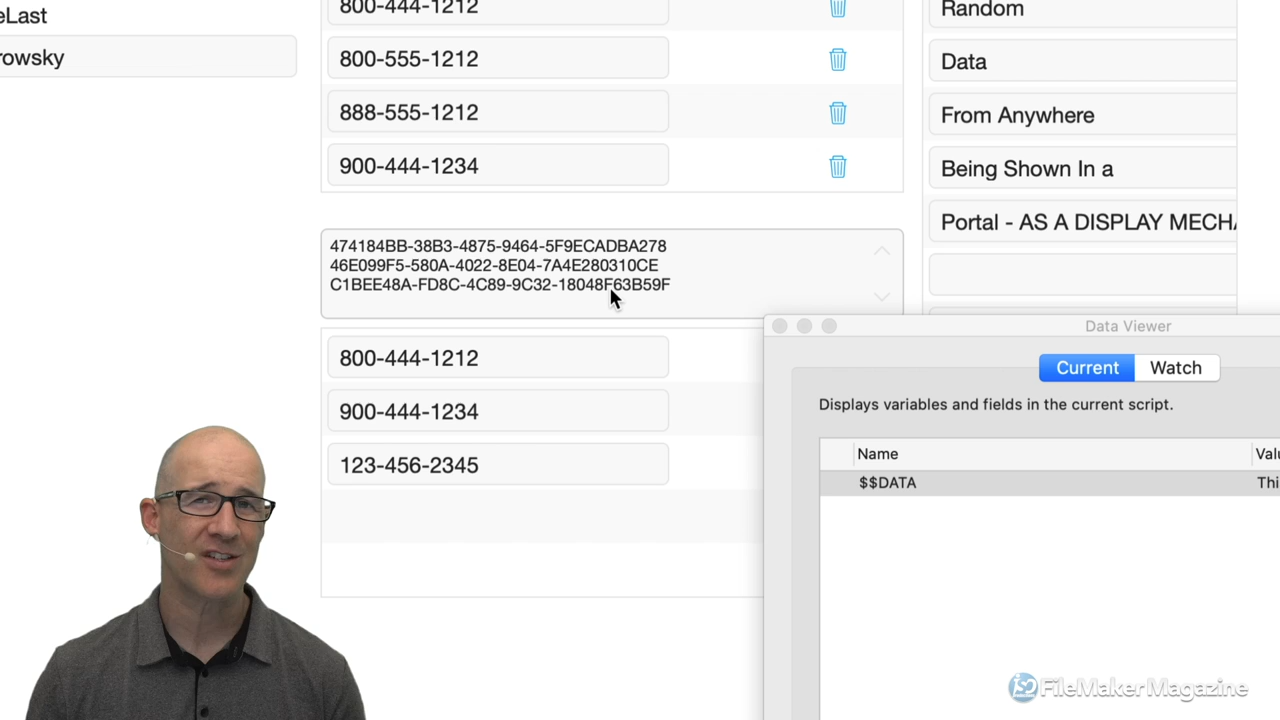 eLast
rowsky
800-444-1212
800-555-1212
888-555-1212
900-444-1234
474184BB-38B3-4875-9464-5F9ECADBA278
46E099F5-580A-4022-8E04-7A4E280310CE
C1BEE48A-FD8C-4C89-9C32-18048F63B59F
800-444-1212
900-444-1234
123-456-2345
Random
Data
From Anywhere
Being Shown In a
Portal - AS A DISPLAY MECHA
Data Viewer
Current Watch
Displays variables and fields in the current script.
Name Valu
$$DATA Thi
FileMaker Magazine